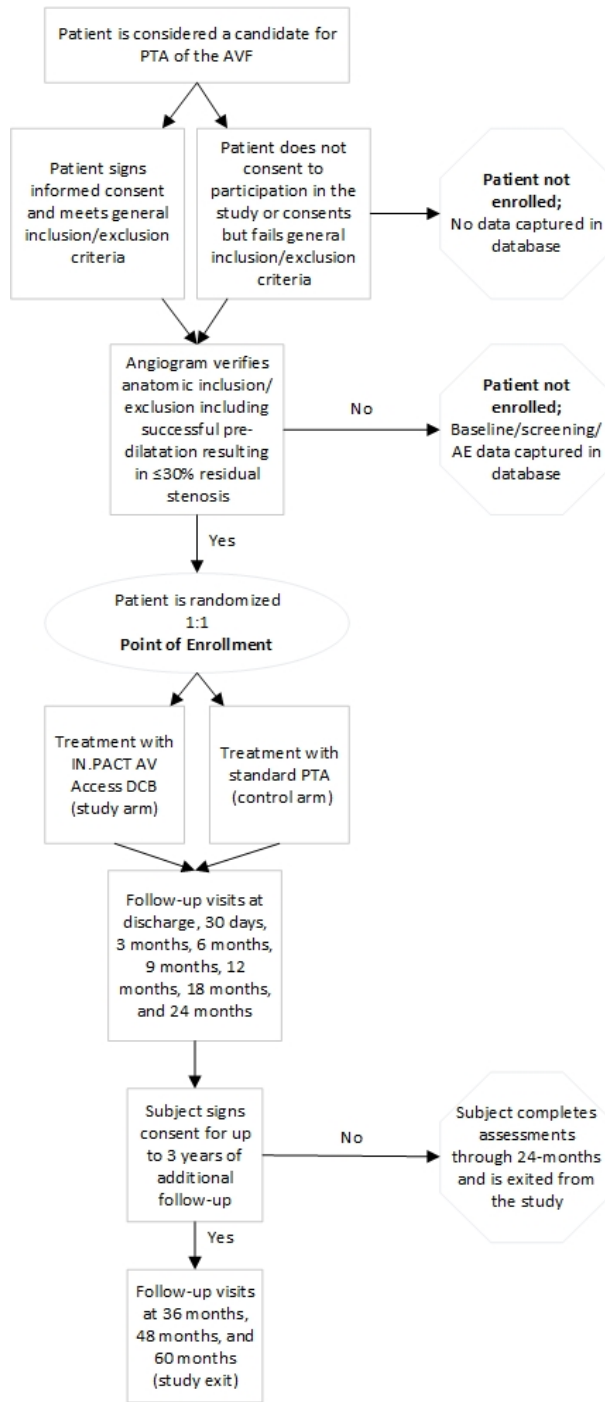 Patient is considered a candidate for
PTA of the AVF
Patient signs
informed consent
and meets general
inclusion/exclusion
criteria
Patient does not
consent to
participation in the
study or consents
but fails general
inclusion/exclusion
criteria
Patient not
enrolled;
No data captured in
database
Angiogram verifies
anatomic inclusion/
exclusion including
successful pre-
dilatation resulting
in ≤30% residual
stenosis
No
Patient not
enrolled;
Baseline/screening/
AE data captured in
database
Yes
Patient is randomized
1:1
Point of Enrollment
Treatment with
IN.PACT AV
Access DCB
(study arm)
Treatment with
standard PTA
(control arm)
Follow-up visits at
discharge, 30 days,
3 months, 6 months,
9 months, 12
months, 18 months,
and 24 months
Subject signs
consent for up
to 3 years of
additional
follow-up
No
Subject completes
assessments
through 24-months
and is exited from
the study
Yes
Follow-up visits
at 36 months,
48 months, and
60 months
(study exit)